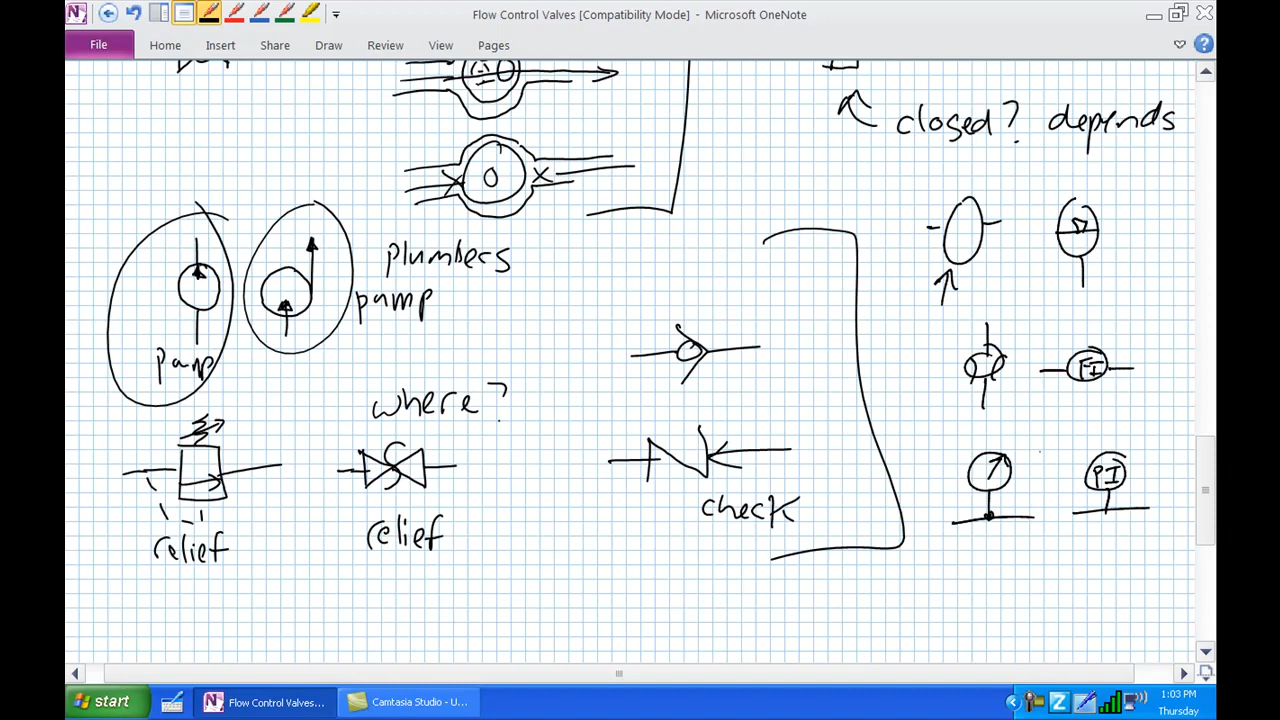 Flow Control Valves [Compatibility Mode] - Microsoft OneNote
File Home Insert Share Draw Review View Pages
closed? depends
plumbers
pump
pump
where?
FI
PI
relief
relief
check
start
Flow Control Valves...
Camtasia Studio - U...
1:03 PM
Thursday